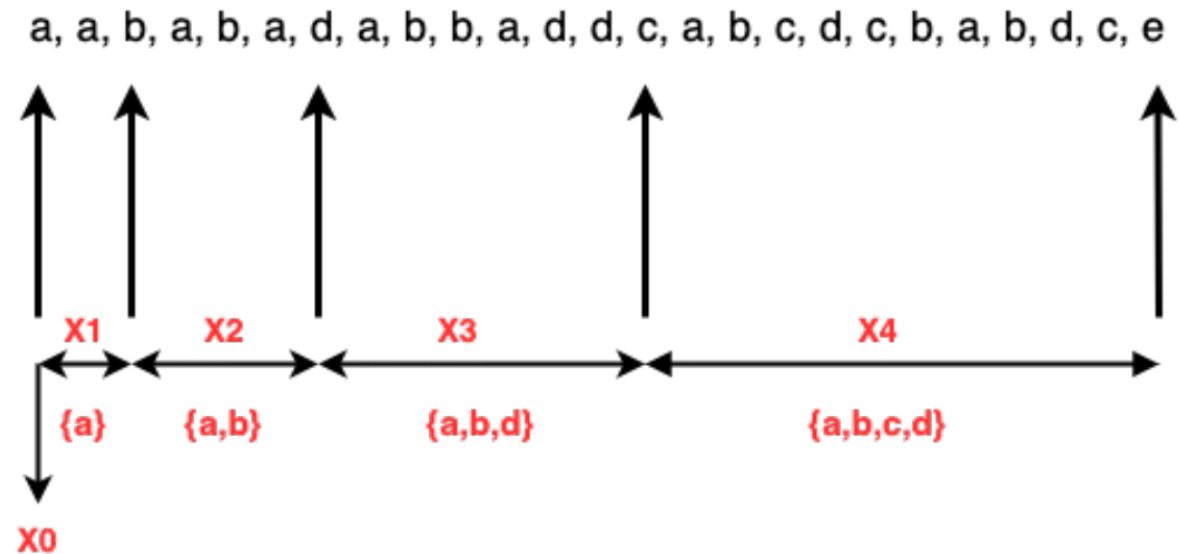 a, a, b, a, b, a, d, a, b, b, a, d, d, c, a, b, c, d, c, b, a, b, d, c, e
X1 X2 X3 X4
{a} {a,b} {a,b,d} {a,b,c,d}
X0